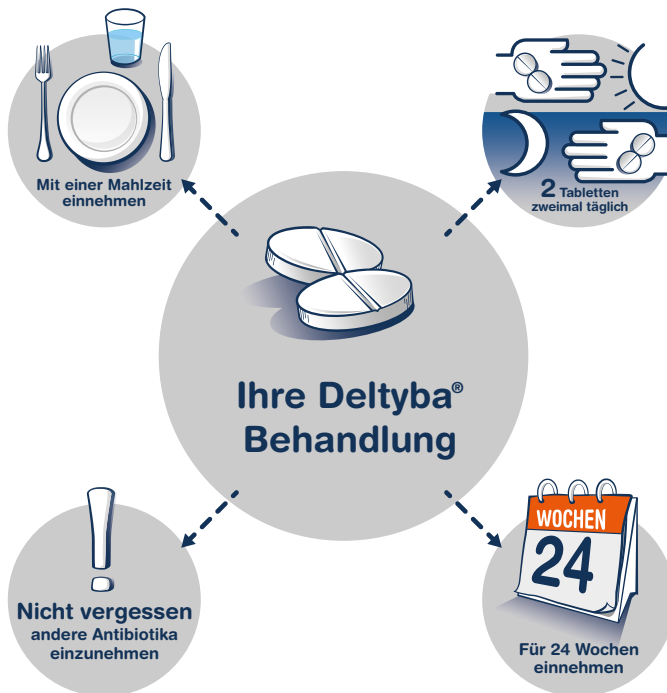 Mit einer Mahlzeit
einnehmen
2 Tabletten
zweimal täglich
Ihre Deltyba®
Behandlung
Nicht vergessen
andere Antibiotika
einzunehmen
WOCHEN
24
Für 24 Wochen
einnehmen